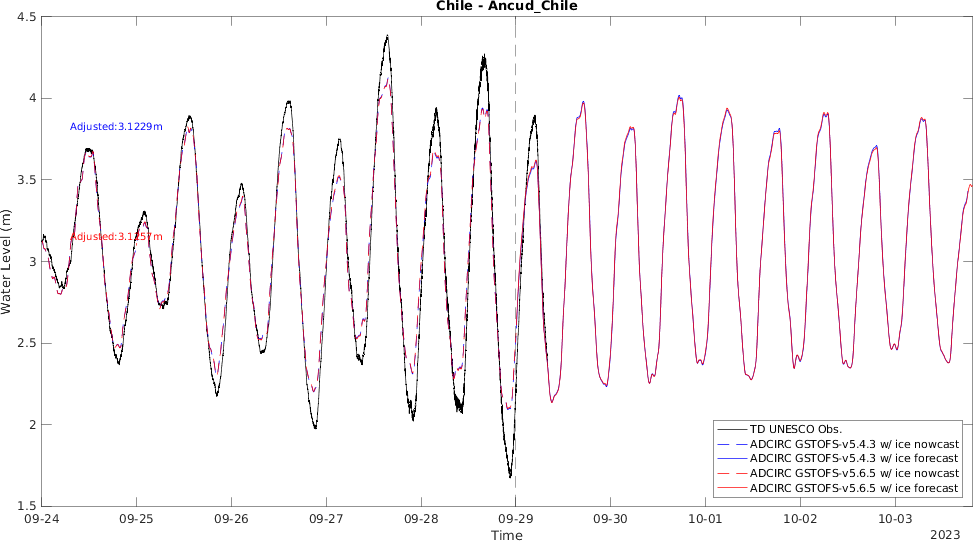 Chile - Ancud_Chile
4.5
4
3.5
3
2.5
2
1.5
Water Level (m)
Adjusted:3.1229m
Adjusted:3.1257m
TD UNESCO Obs.
ADCIRC GSTOFS-v5.4.3 w/ ice nowcast
ADCIRC GSTOFS-v5.4.3 w/ ice forecast
ADCIRC GSTOFS-v5.6.5 w/ ice nowcast
ADCIRC GSTOFS-v5.6.5 w/ ice forecast
09-24 09-25 09-26 09-27 09-28 09-29 09-30 10-01 10-02 10-03
Time
2023